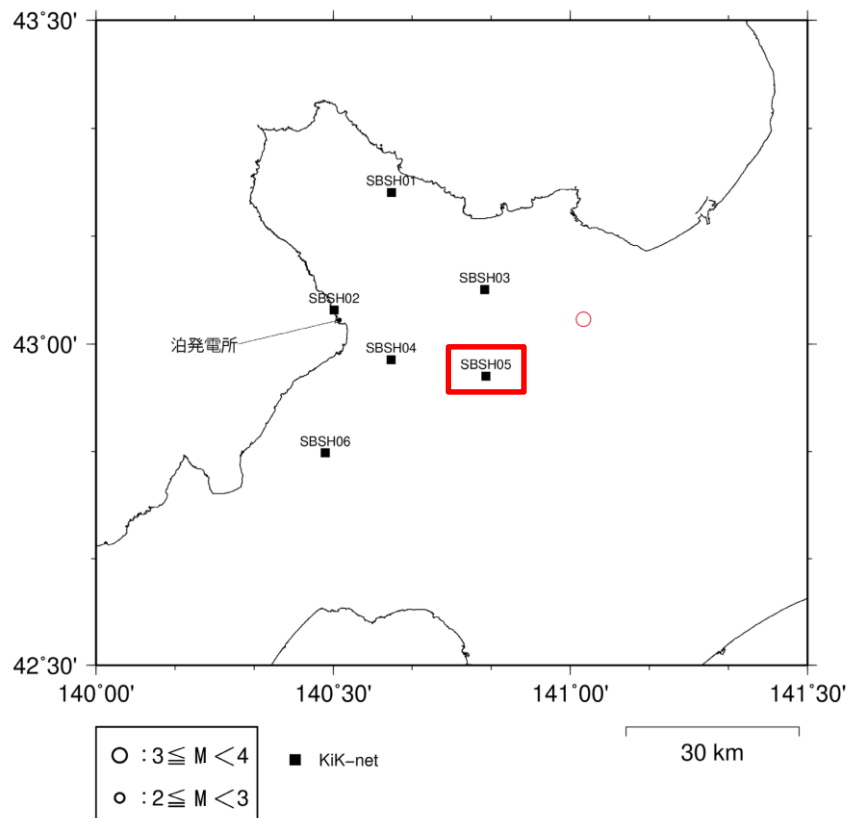 43°30'
SBSH01
SBSH03
SBSH02
泊発電所
43°00'
SBSH04
SBSH05
SBSH06
42°30'
140°00'
140°30'
141°00'
141°30'
○ :3≦ M <4
■ KiK-net
30 km
○ :2≦ M <3